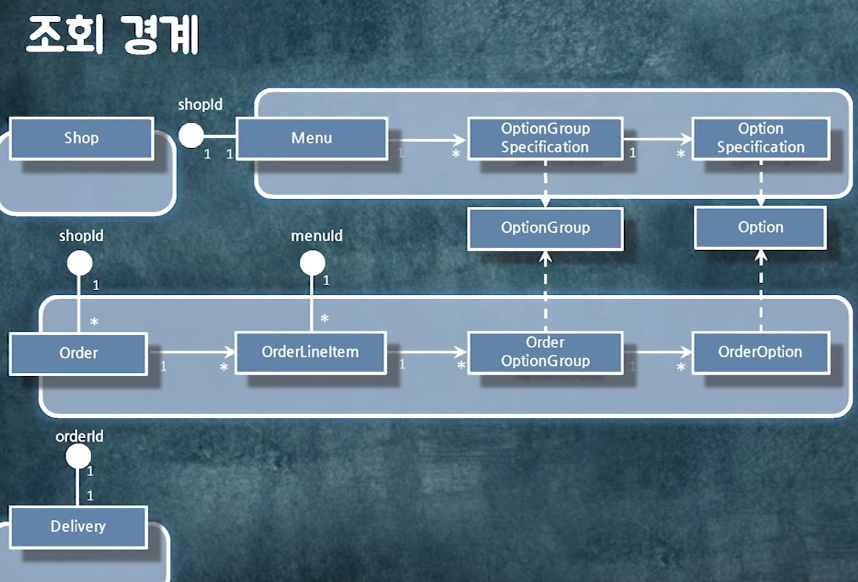 조회 경계
shopId
Shop
1
1
Menu
1
*
OptionGroup
Specification
1
*
Option
Specification
OptionGroup
Option
shopId
1
*
menuId
1
*
Order
1
*
OrderLineItem
1
*
Order
OptionGroup
1
*
OrderOption
orderId
1
1
Delivery